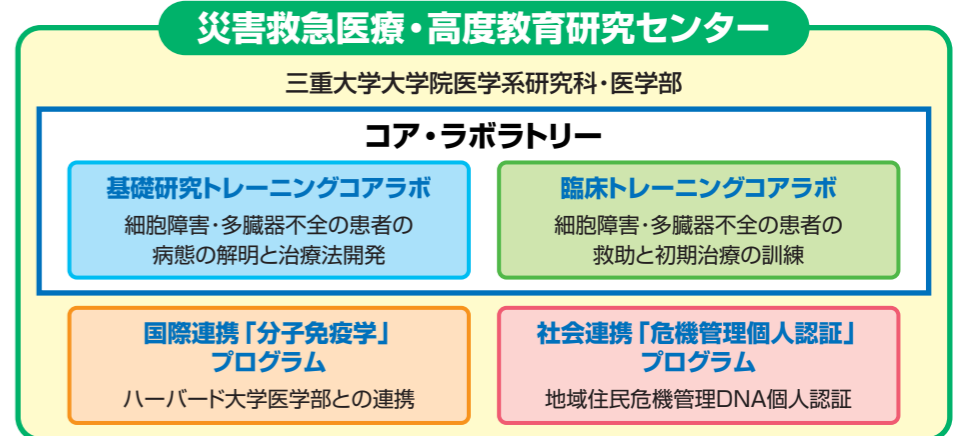 災害救急医療・高度教育研究センター
三重大学大学院医学系研究科・医学部
コア・ラボラトリー
基礎研究トレーニングコアラボ
細胞障害・多臓器不全の患者の
病態の解明と治療法開発
臨床トレーニングコアラボ
細胞障害・多臓器不全の患者の
救助と初期治療の訓練
国際連携「分子免疫学」
プログラム
ハーバード大学医学部との連携
社会連携「危機管理個人認証」
プログラム
地域住民危機管理DNA個人認証